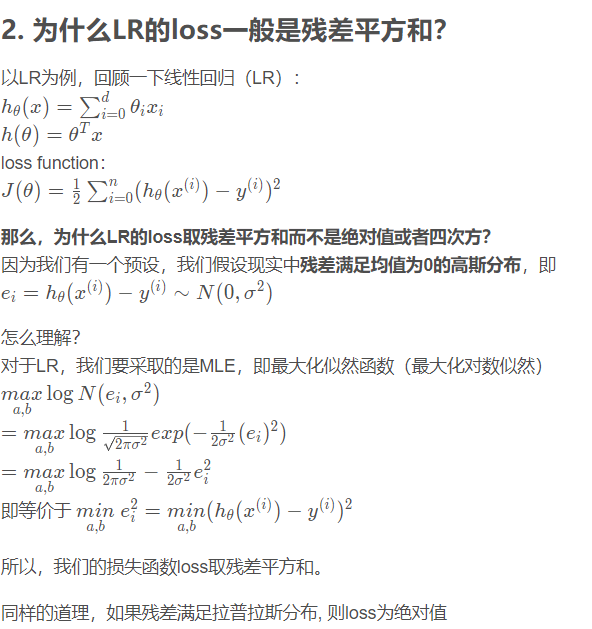 2. 为什么LR的loss一般是残差平方和？
以LR为例，回顾一下线性回归（LR）：
$h_\theta(x) = \sum_{i=0}^{d} \theta_i x_i$
$h(\theta) = \theta^T x$
loss function：
$J(\theta) = \frac{1}{2} \sum_{i=0}^{n} (h_\theta(x^{(i)}) - y^{(i)})^2$
那么，为什么LR的loss取残差平方和而不是绝对值或者四次方？
因为我们有一个预设，我们假设现实中残差满足均值为0的高斯分布，即
$e_i = h_\theta(x^{(i)}) - y^{(i)} \sim N(0, \sigma^2)$
怎么理解？
对于LR，我们要采取的是MLE，即最大化似然函数（最大化对数似然）
$\underset{a,b}{max} \log N(e_i, \sigma^2)$
$= \underset{a,b}{max} \log \frac{1}{\sqrt{2\pi\sigma^2}} exp(-\frac{1}{2\sigma^2}(e_i)^2)$
$= \underset{a,b}{max} \log \frac{1}{2\pi\sigma^2} - \frac{1}{2\sigma^2} e_i^2$
即等价于 $\underset{a,b}{min}\ e_i^2 = \underset{a,b}{min}(h_\theta(x^{(i)}) - y^{(i)})^2$
所以，我们的损失函数loss取残差平方和。
同样的道理，如果残差满足拉普拉斯分布, 则loss为绝对值